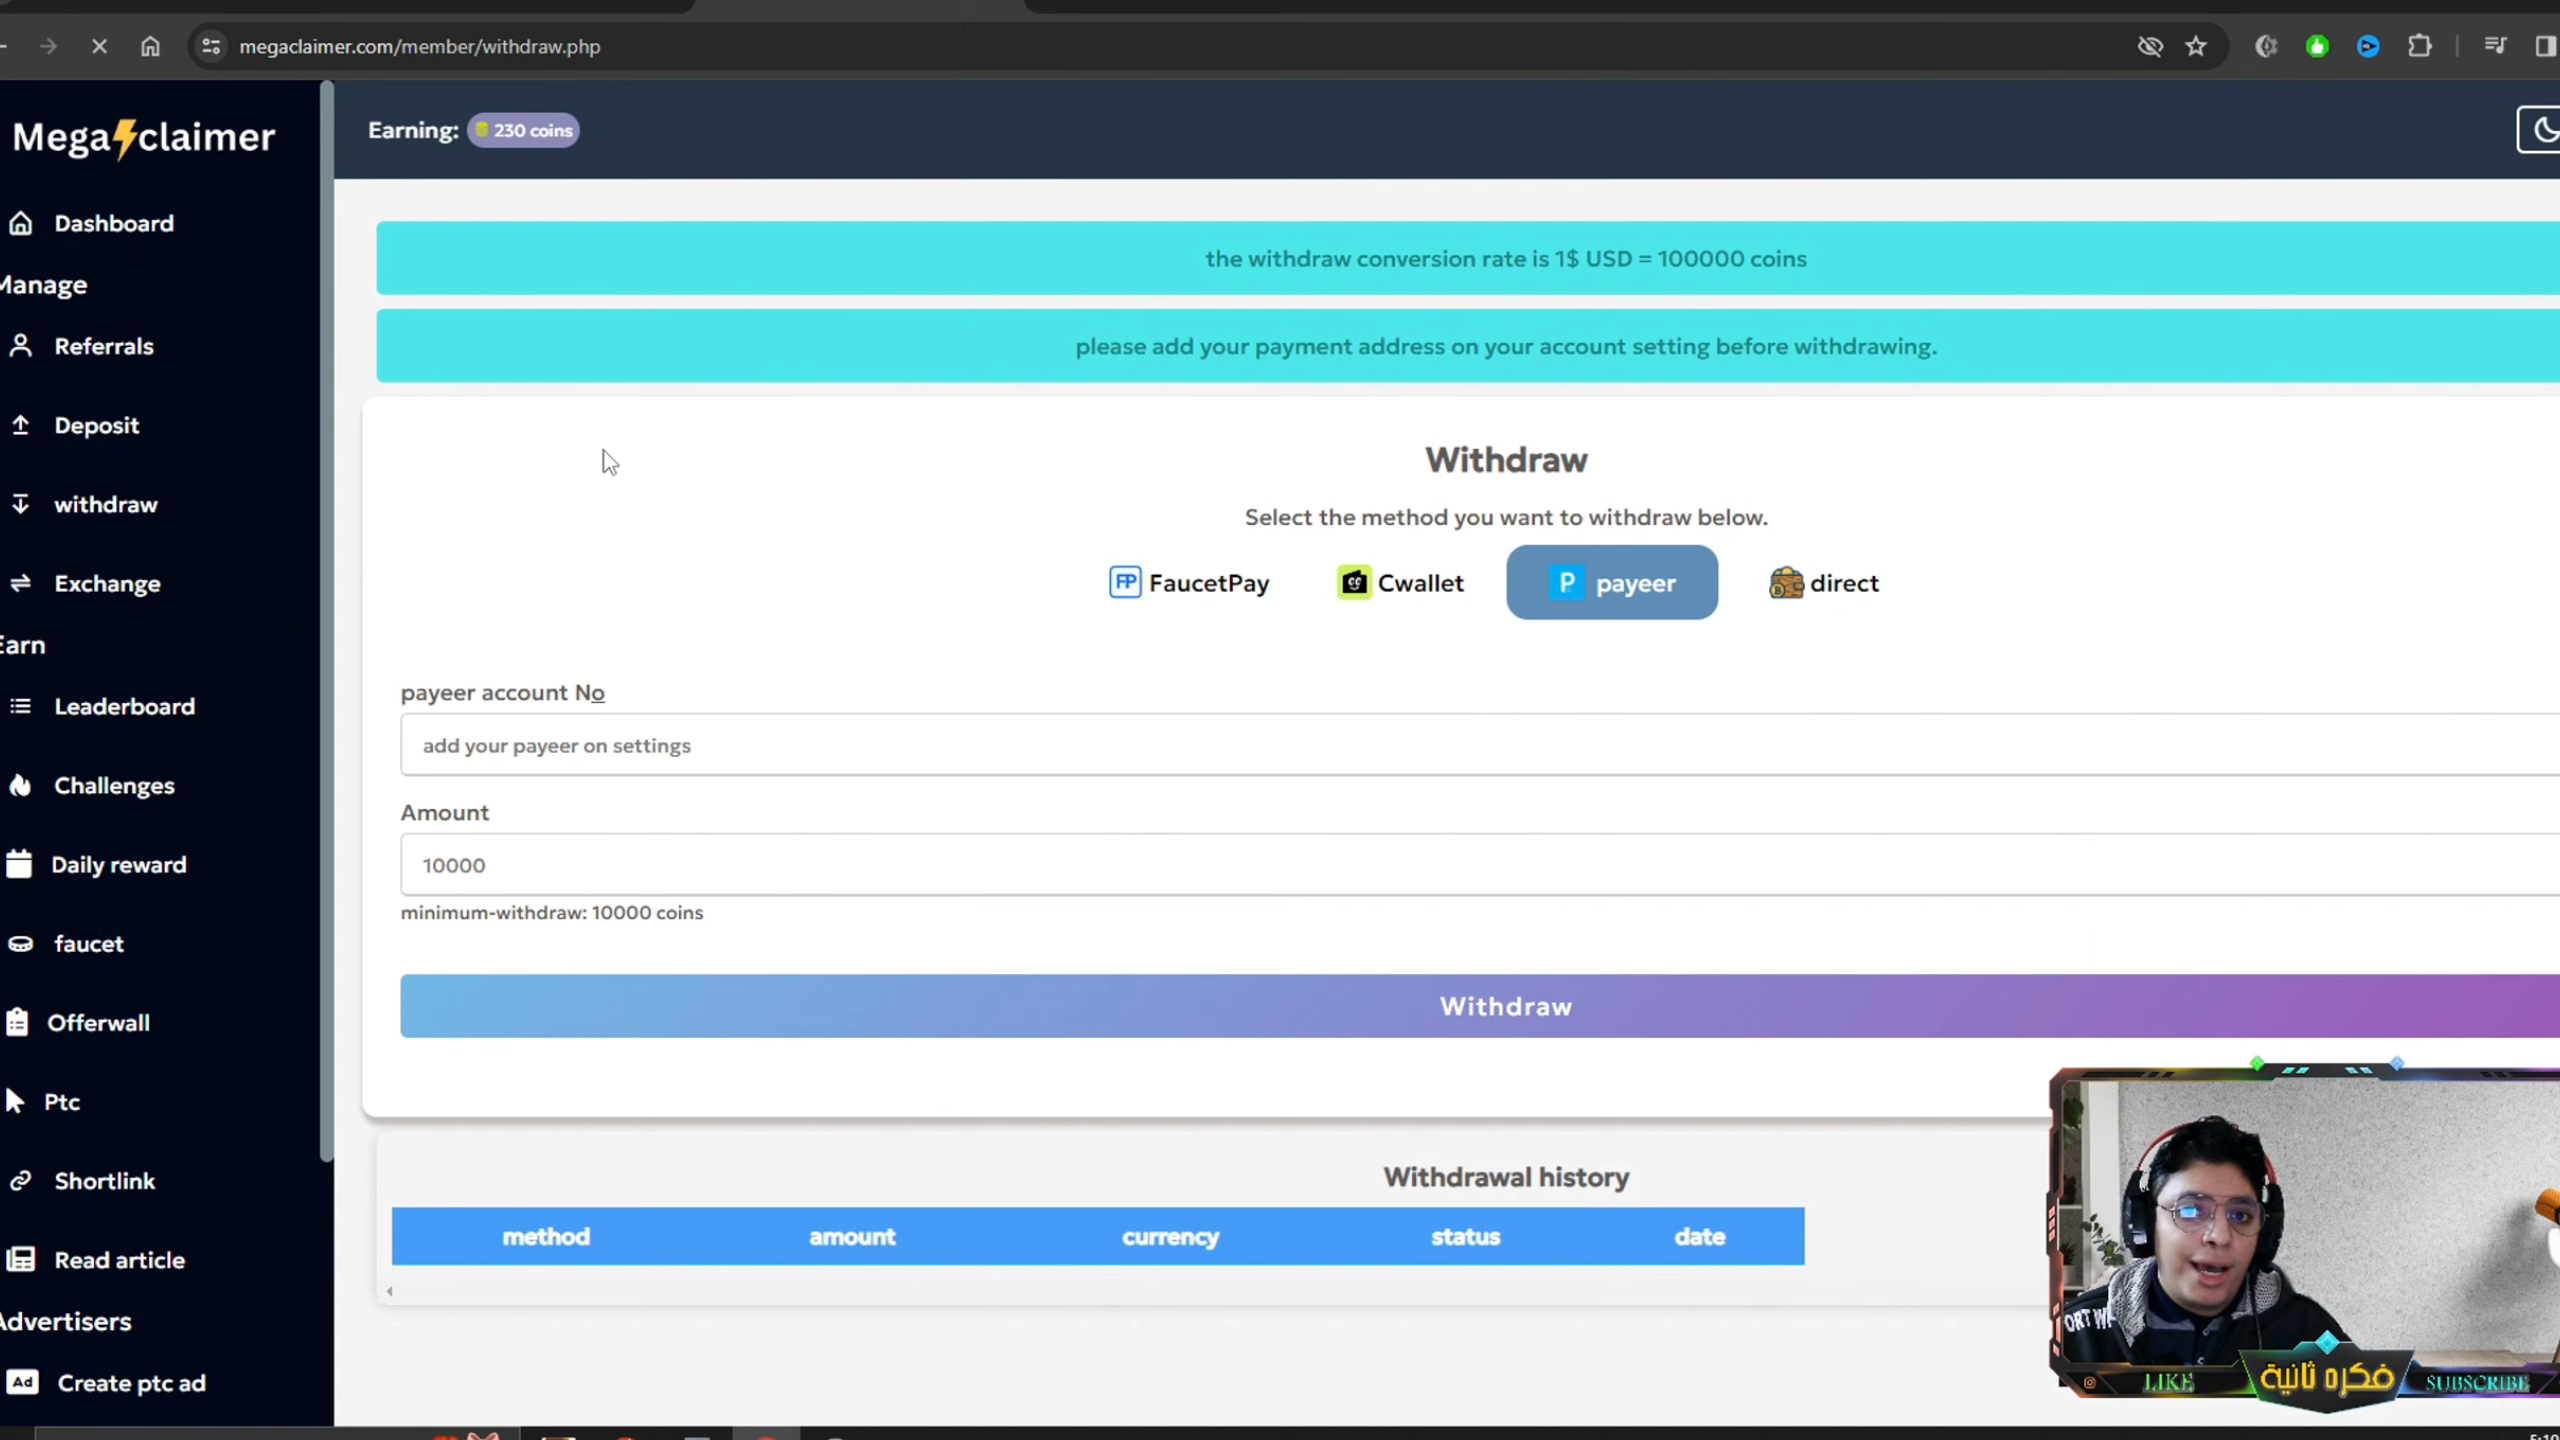 megaclaimer.com/member/withdraw.php
Mega claimer
Earning: 230 coins
Dashboard
Manage
Referrals
Deposit
withdraw
Exchange
Earn
Leaderboard
Challenges
Daily reward
faucet
Offerwall
Ptc
Shortlink
Read article
Advertisers
Ad Create ptc ad
the withdraw conversion rate is 1$ USD = 100000 coins
please add your payment address on your account setting before withdrawing.
Withdraw
Select the method you want to withdraw below.
FP FaucetPay
Cwallet
P payeer
direct
payeer account No
add your payeer on settings
Amount
10000
minimum-withdraw: 10000 coins
Withdraw
Withdrawal history
method amount currency status date
LIKE
فكره ثانية
SUBSCRIBE